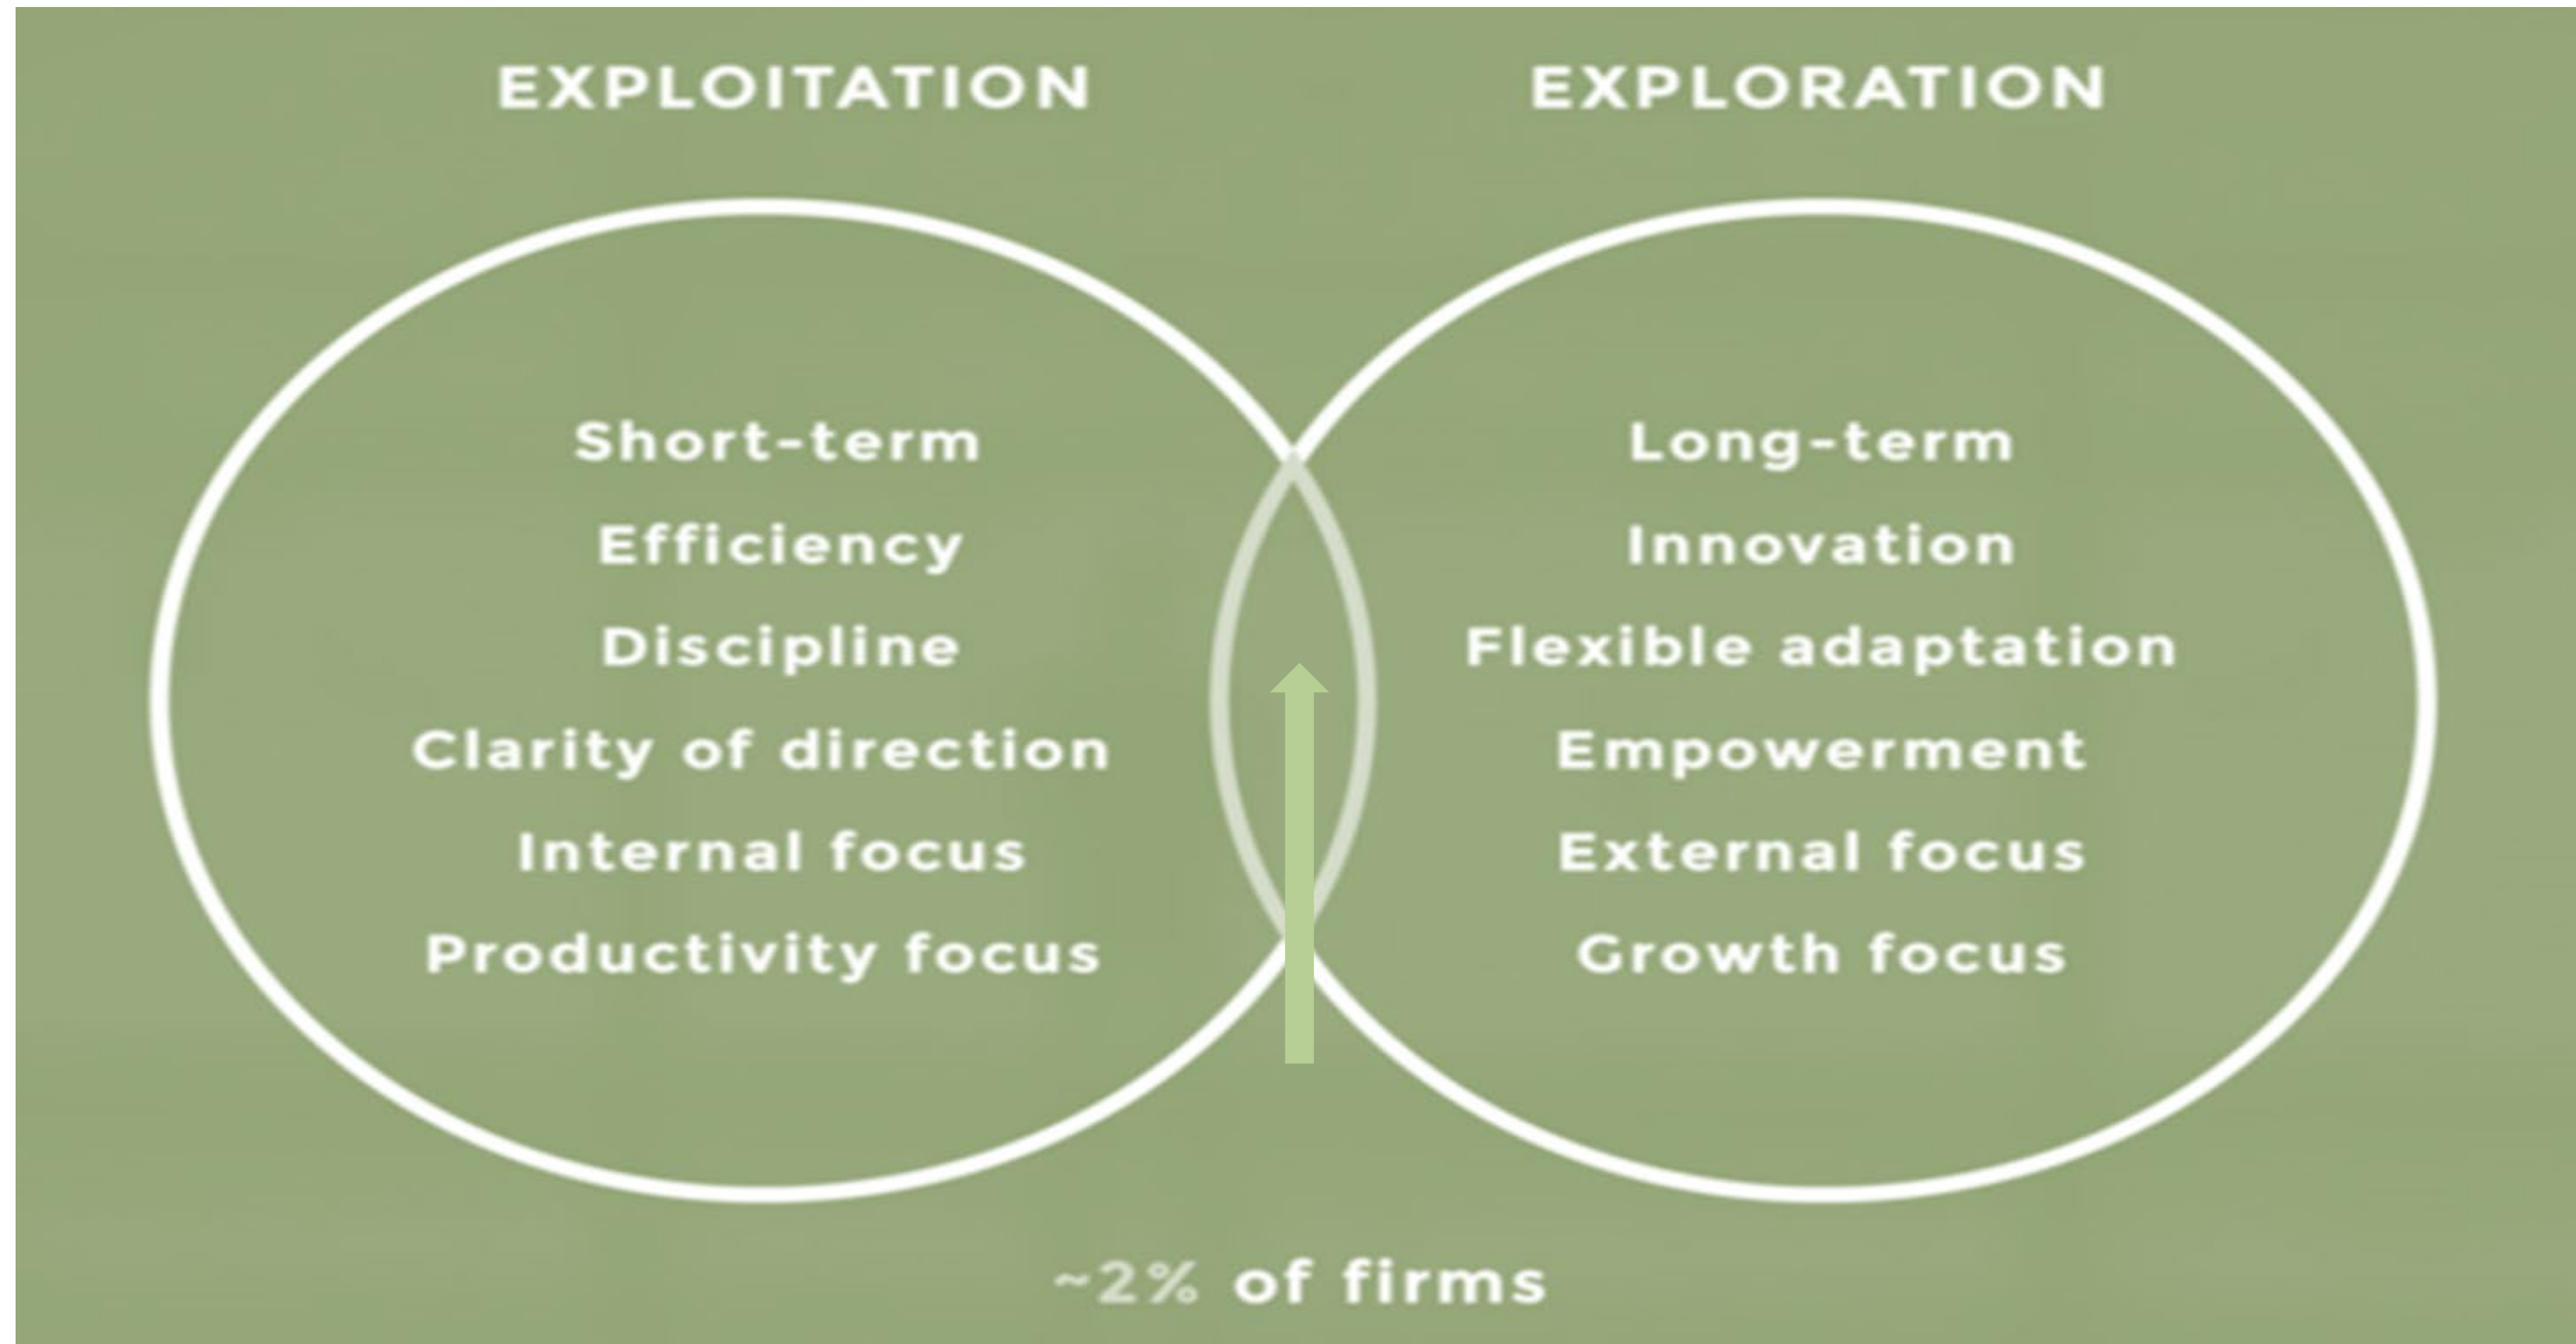 EXPLOITATION
Short-term
Efficiency
Discipline
Clarity of direction
Internal focus
Productivity focus
EXPLORATION
Long-term
Innovation
Flexible adaptation
Empowerment
External focus
Growth focus
~2% of firms